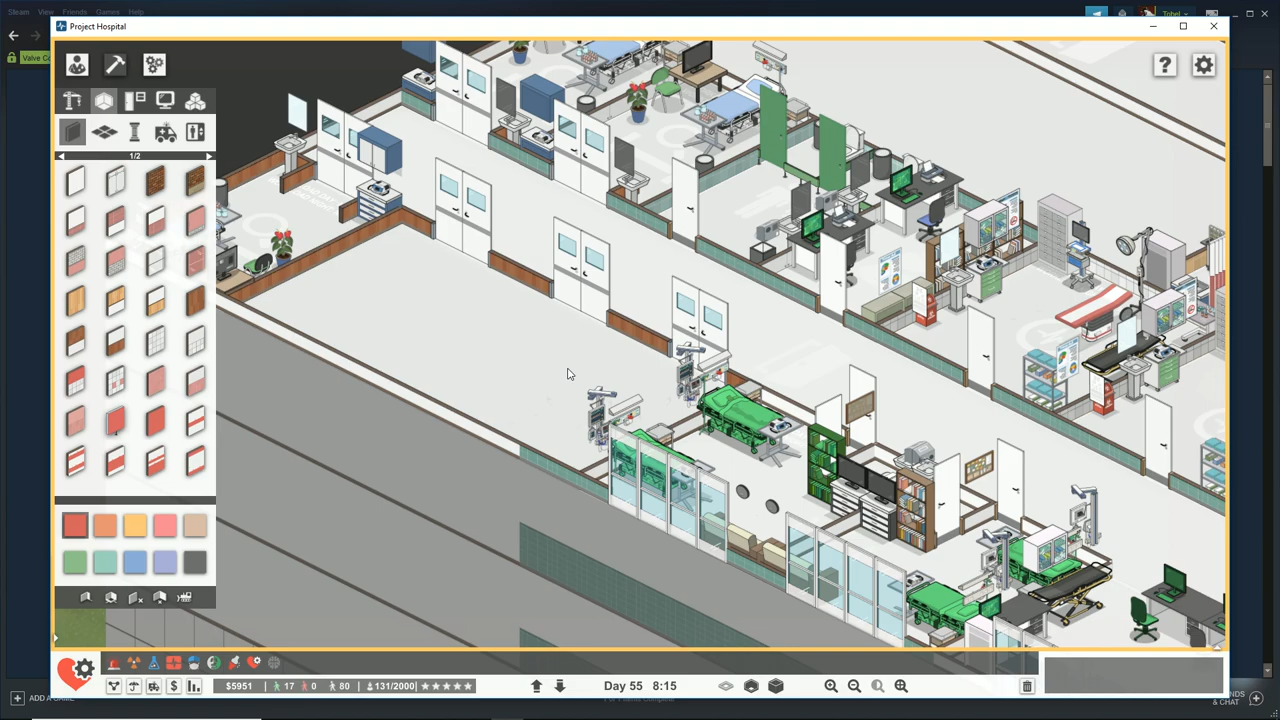 Steam View Friends Games Help
Tobel
Project Hospital
Valve Co
?
1/2
$5951 17 0 80 131/2000
Day 55 8:15
ADD A GAME
& CHAT